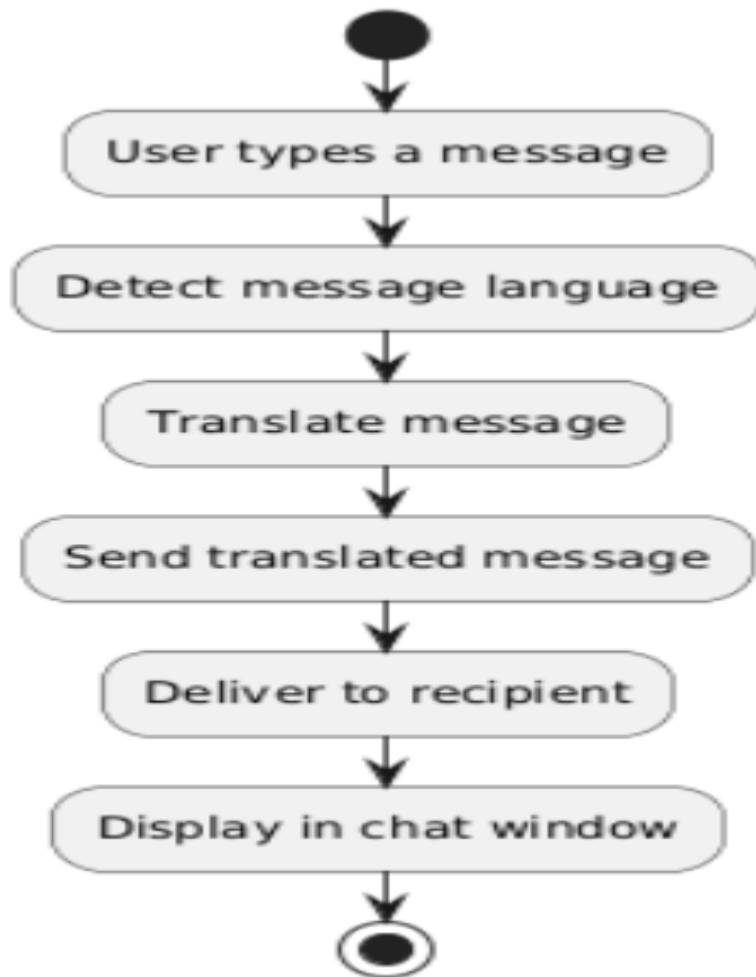 User types a message
Detect message language
Translate message
Send translated message
Deliver to recipient
Display in chat window